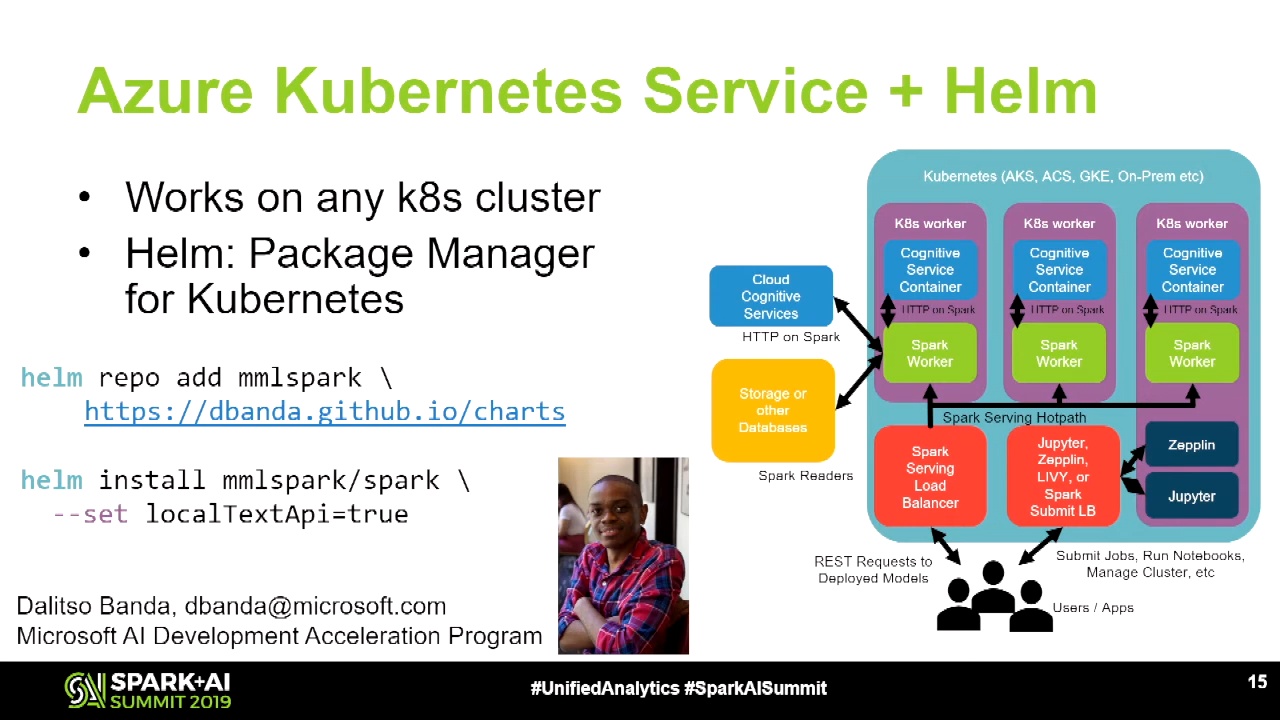 Azure Kubernetes Service + Helm
• Works on any k8s cluster
• Helm: Package Manager
for Kubernetes
helm repo add mmlspark \
https://dbanda.github.io/charts
helm install mmlspark/spark \
--set localTextApi=true
Dalitso Banda, dbanda@microsoft.com
Microsoft AI Development Acceleration Program
Kubernetes (AKS, ACS, GKE, On-Prem etc)
K8s worker
Cognitive
Service
Container
HTTP on Spark
Spark
Worker
K8s worker
Cognitive
Service
Container
HTTP on Spark
Spark
Worker
K8s worker
Cognitive
Service
Container
HTTP on Spark
Spark
Worker
Cloud
Cognitive
Services
HTTP on Spark
Storage or
other
Databases
Spark Readers
Spark Serving Hotpath
Spark
Serving
Load
Balancer
Jupyter,
Zepplin,
LIVY, or
Spark
Submit LB
Zepplin
Jupyter
REST Requests to
Deployed Models
Submit Jobs, Run Notebooks,
Manage Cluster, etc
Users / Apps
SPARK+AI
SUMMIT 2019
#UnifiedAnalytics #SparkAISummit
15